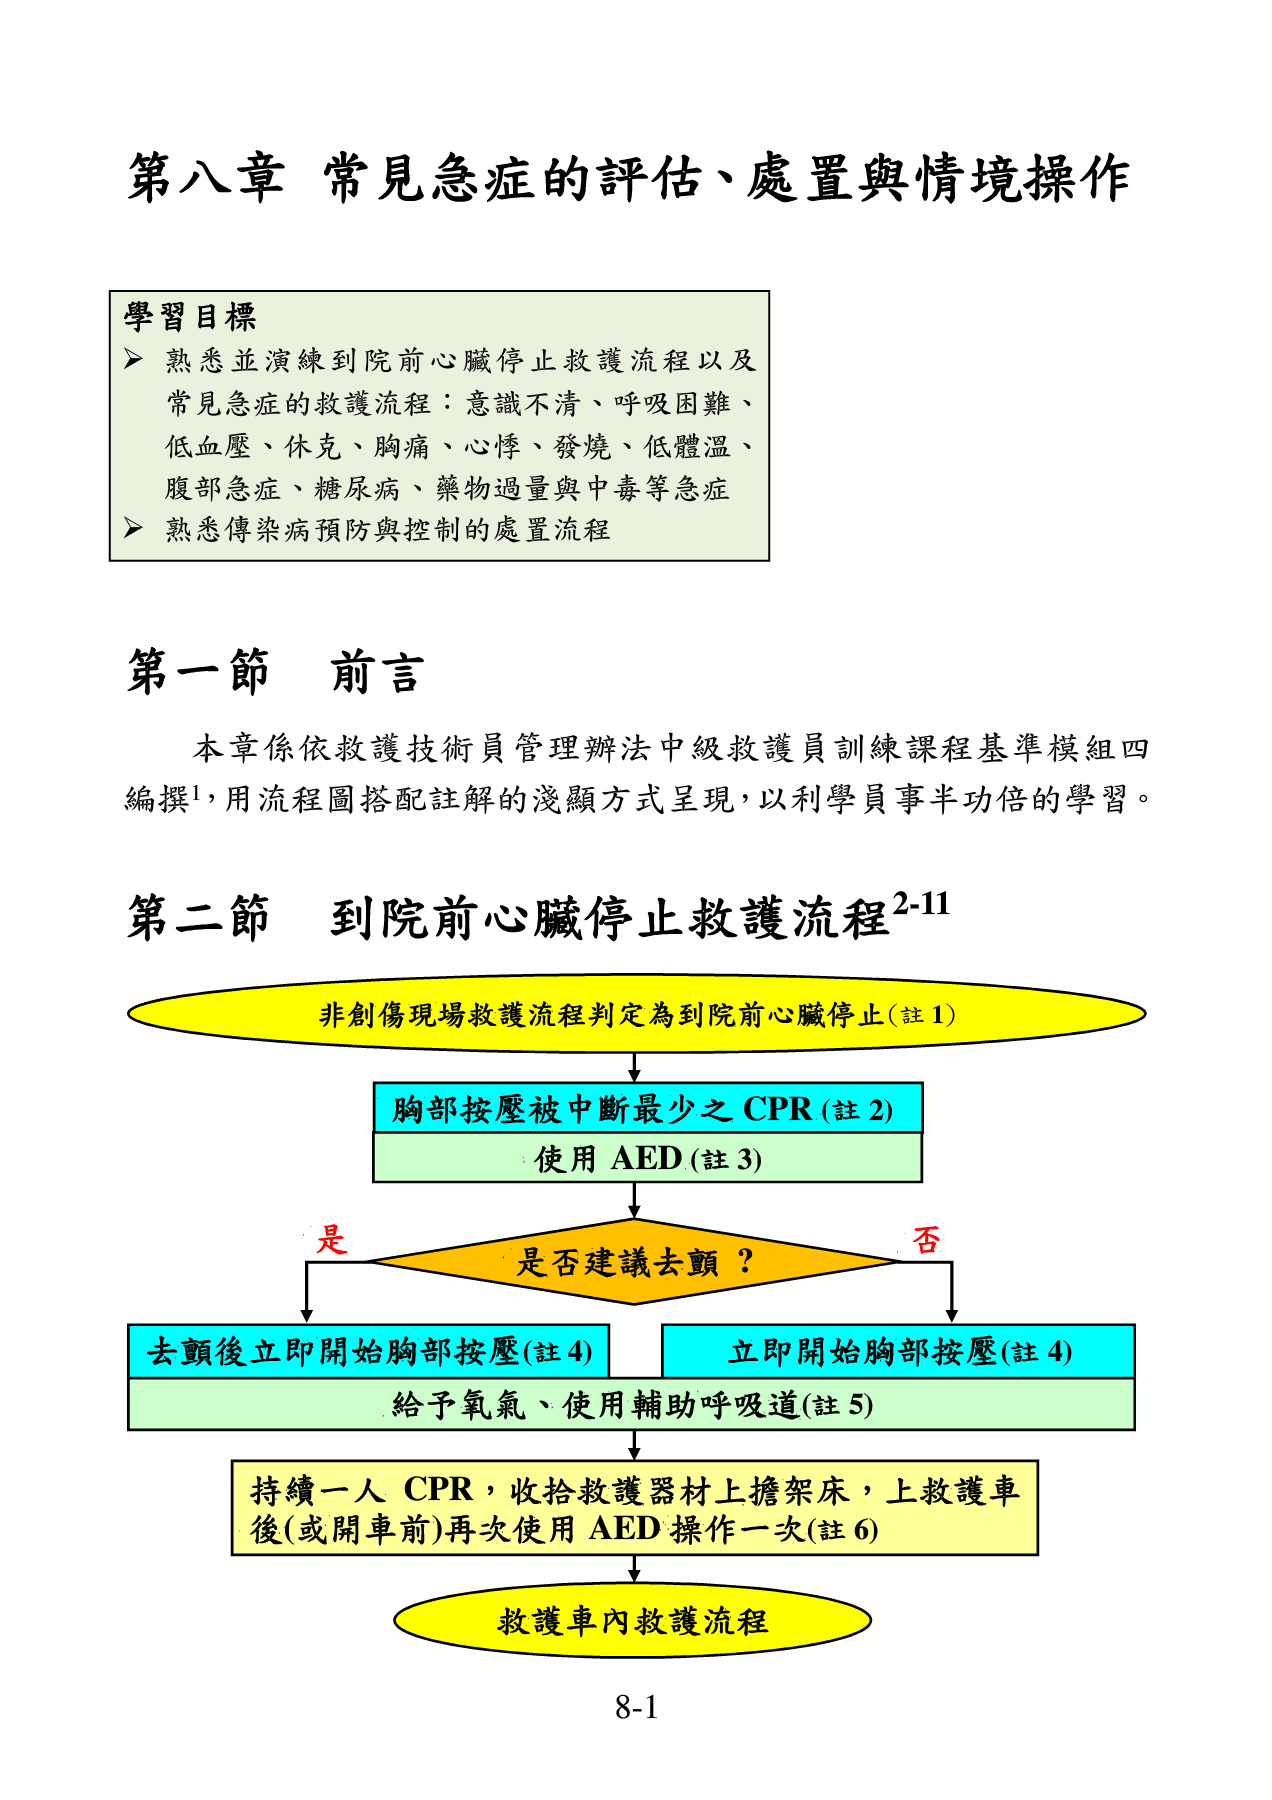 第八章 常見急症的評估、處置與情境操作
學習目標
➢ 熟悉並演練到院前心臟停止救護流程以及
常見急症的救護流程：意識不清、呼吸困難、
低血壓、休克、胸痛、心悸、發燒、低體溫、
腹部急症、糖尿病、藥物過量與中毒等急症
➢ 熟悉傳染病預防與控制的處置流程
第一節 前言
本章係依救護技術員管理辦法中級救護員訓練課程基準模組四
編撰1，用流程圖搭配註解的淺顯方式呈現，以利學員事半功倍的學習。
第二節 到院前心臟停止救護流程2-11
非創傷現場救護流程判定為到院前心臟停止(註 1)
胸部按壓被中斷最少之 CPR (註 2)
使用 AED (註 3)
是
否
是否建議去顫 ?
去顫後立即開始胸部按壓(註 4)
立即開始胸部按壓(註 4)
給予氧氣、使用輔助呼吸道(註 5)
持續一人 CPR，收拾救護器材上擔架床，上救護車
後(或開車前)再次使用 AED 操作一次(註 6)
救護車內救護流程
8-1